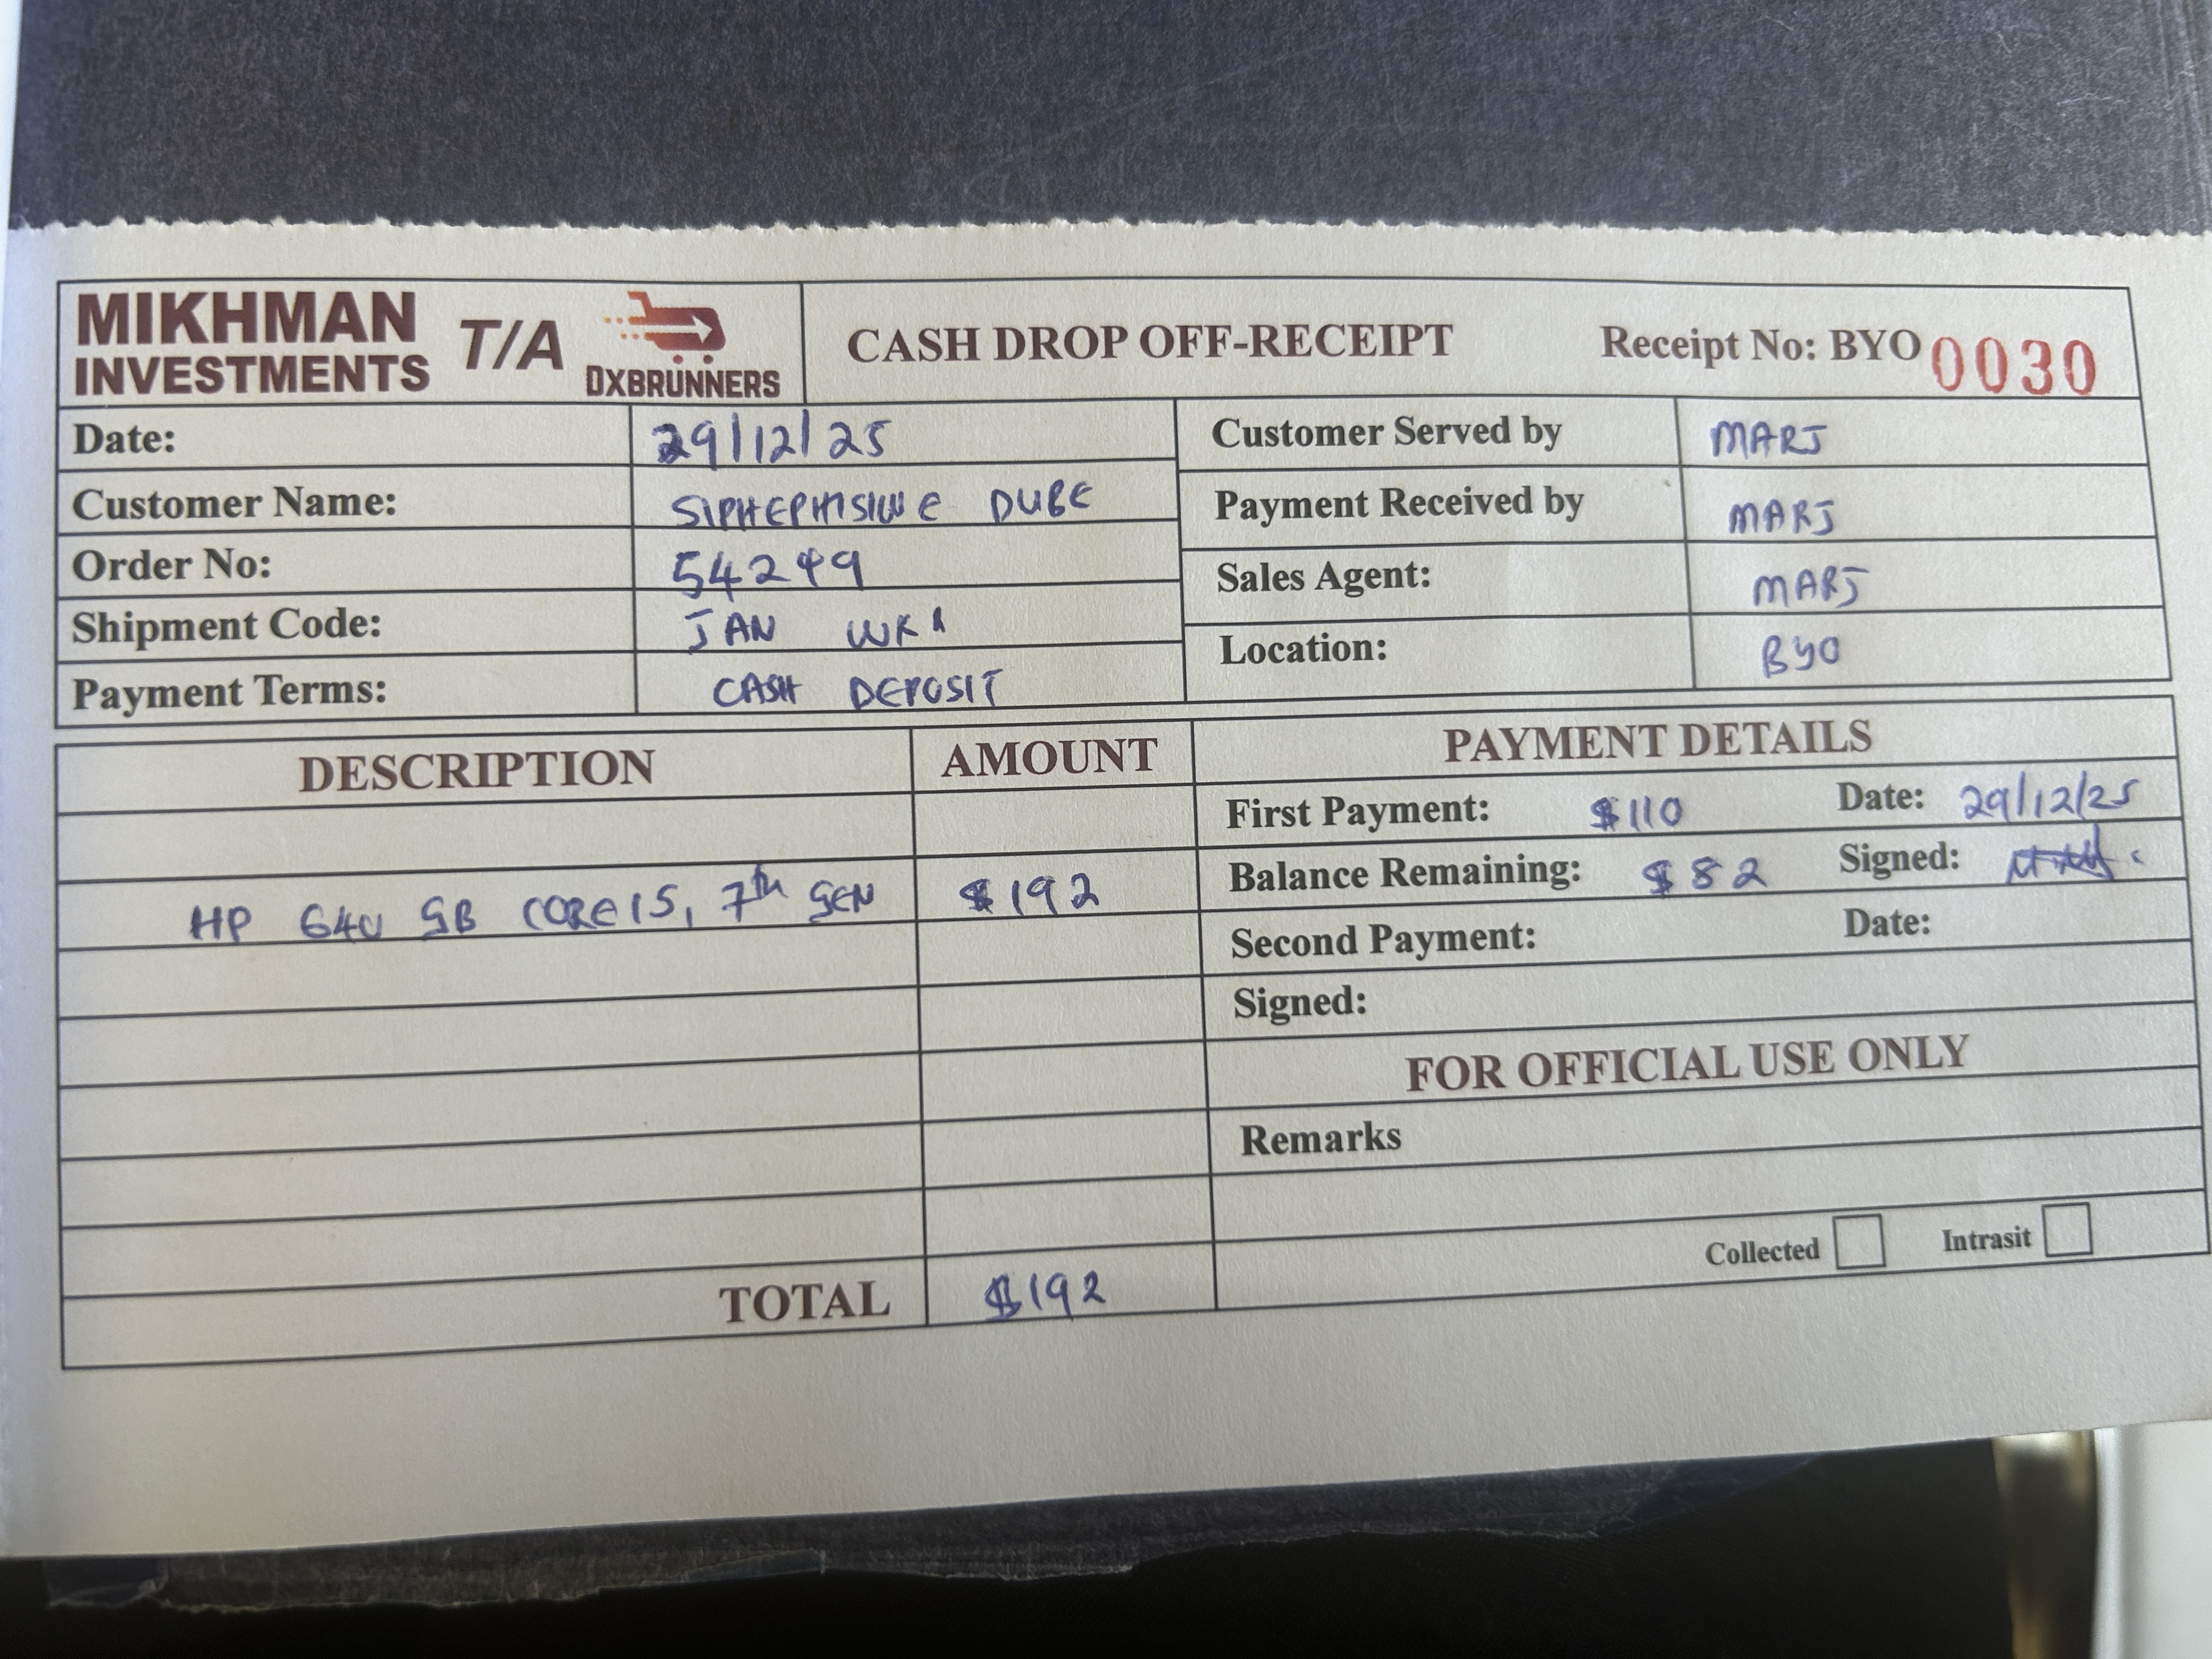 MIKHMAN INVESTMENTS T/A DXBRUNNERS
CASH DROP OFF-RECEIPT
Receipt No: BYO 0030
Date: 29/12/25
Customer Name: SIPHEPHISIWE DUBE
Order No: 54299
Shipment Code: JAN WK1
Payment Terms: CASH DEPOSIT
Customer Served by MARJ
Payment Received by MARJ
Sales Agent: MARJ
Location: BYO
DESCRIPTION AMOUNT
HP 640 GB CORE I5, 7th GEN $192
TOTAL $192
PAYMENT DETAILS
First Payment: $110 Date: 29/12/25
Balance Remaining: $82 Signed:
Second Payment: Date:
Signed:
FOR OFFICIAL USE ONLY
Remarks
Collected Intrasit